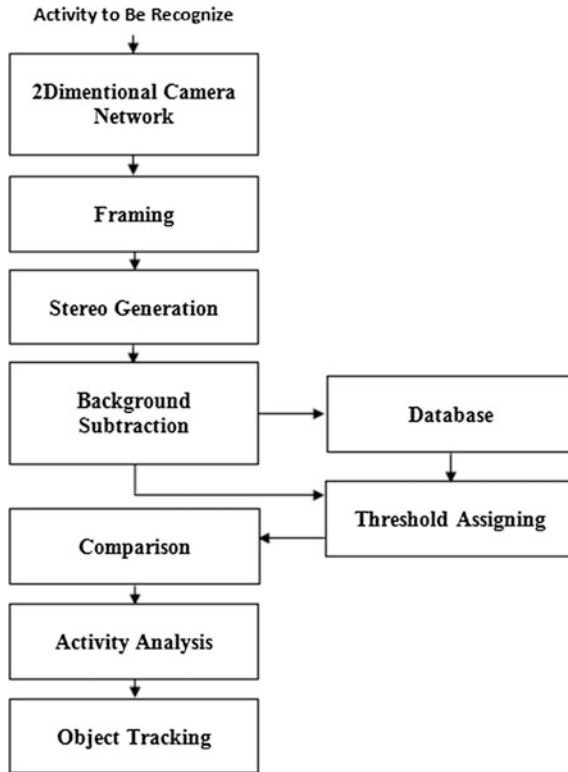 Activity to Be Recognize
2Dimentional Camera
Network
Framing
Stereo Generation
Background
Subtraction
Database
Threshold Assigning
Comparison
Activity Analysis
Object Tracking